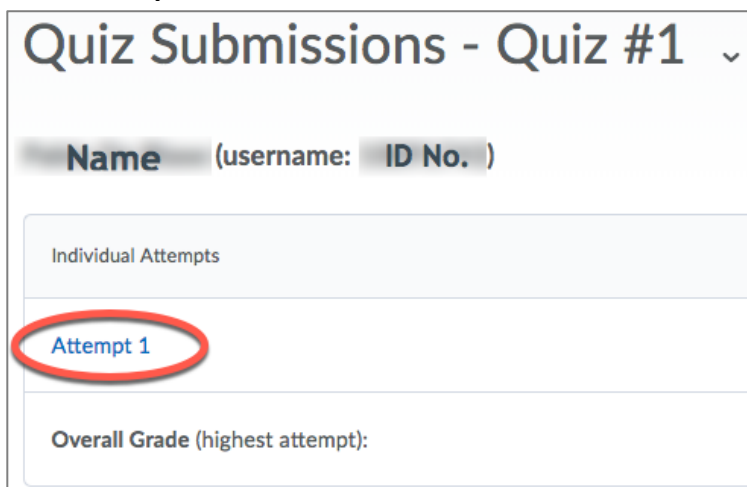 Quiz Submissions - Quiz #1
Name (username: ID No. )
Individual Attempts
Attempt 1
Overall Grade (highest attempt):